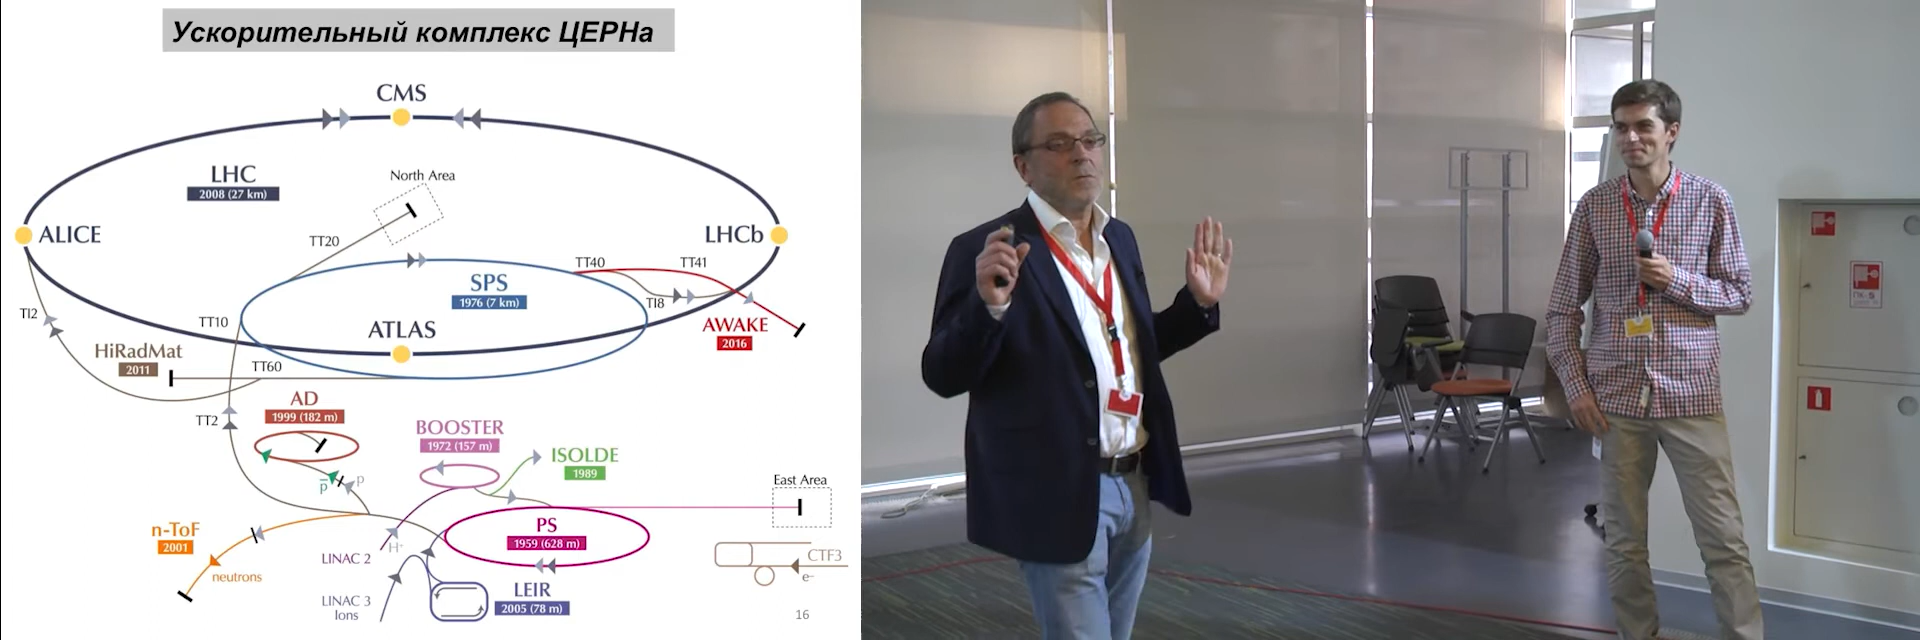 Ускорительный комплекс ЦЕРНа
CMS
LHC
2008 (27 km)
North Area
ALICE
LHCb
TT20
TT40
TT41
SPS
1976 (7 km)
TI8
TI2
TT10
ATLAS
AWAKE
2016
HiRadMat
2011
TT60
AD
1999 (182 m)
TT2
BOOSTER
1972 (157 m)
ISOLDE
1989
p̅
p
East Area
n-ToF
2001
PS
1959 (628 m)
H⁺
LINAC 2
neutrons
CTF3
e⁻
LEIR
2005 (78 m)
LINAC 3
Ions
16